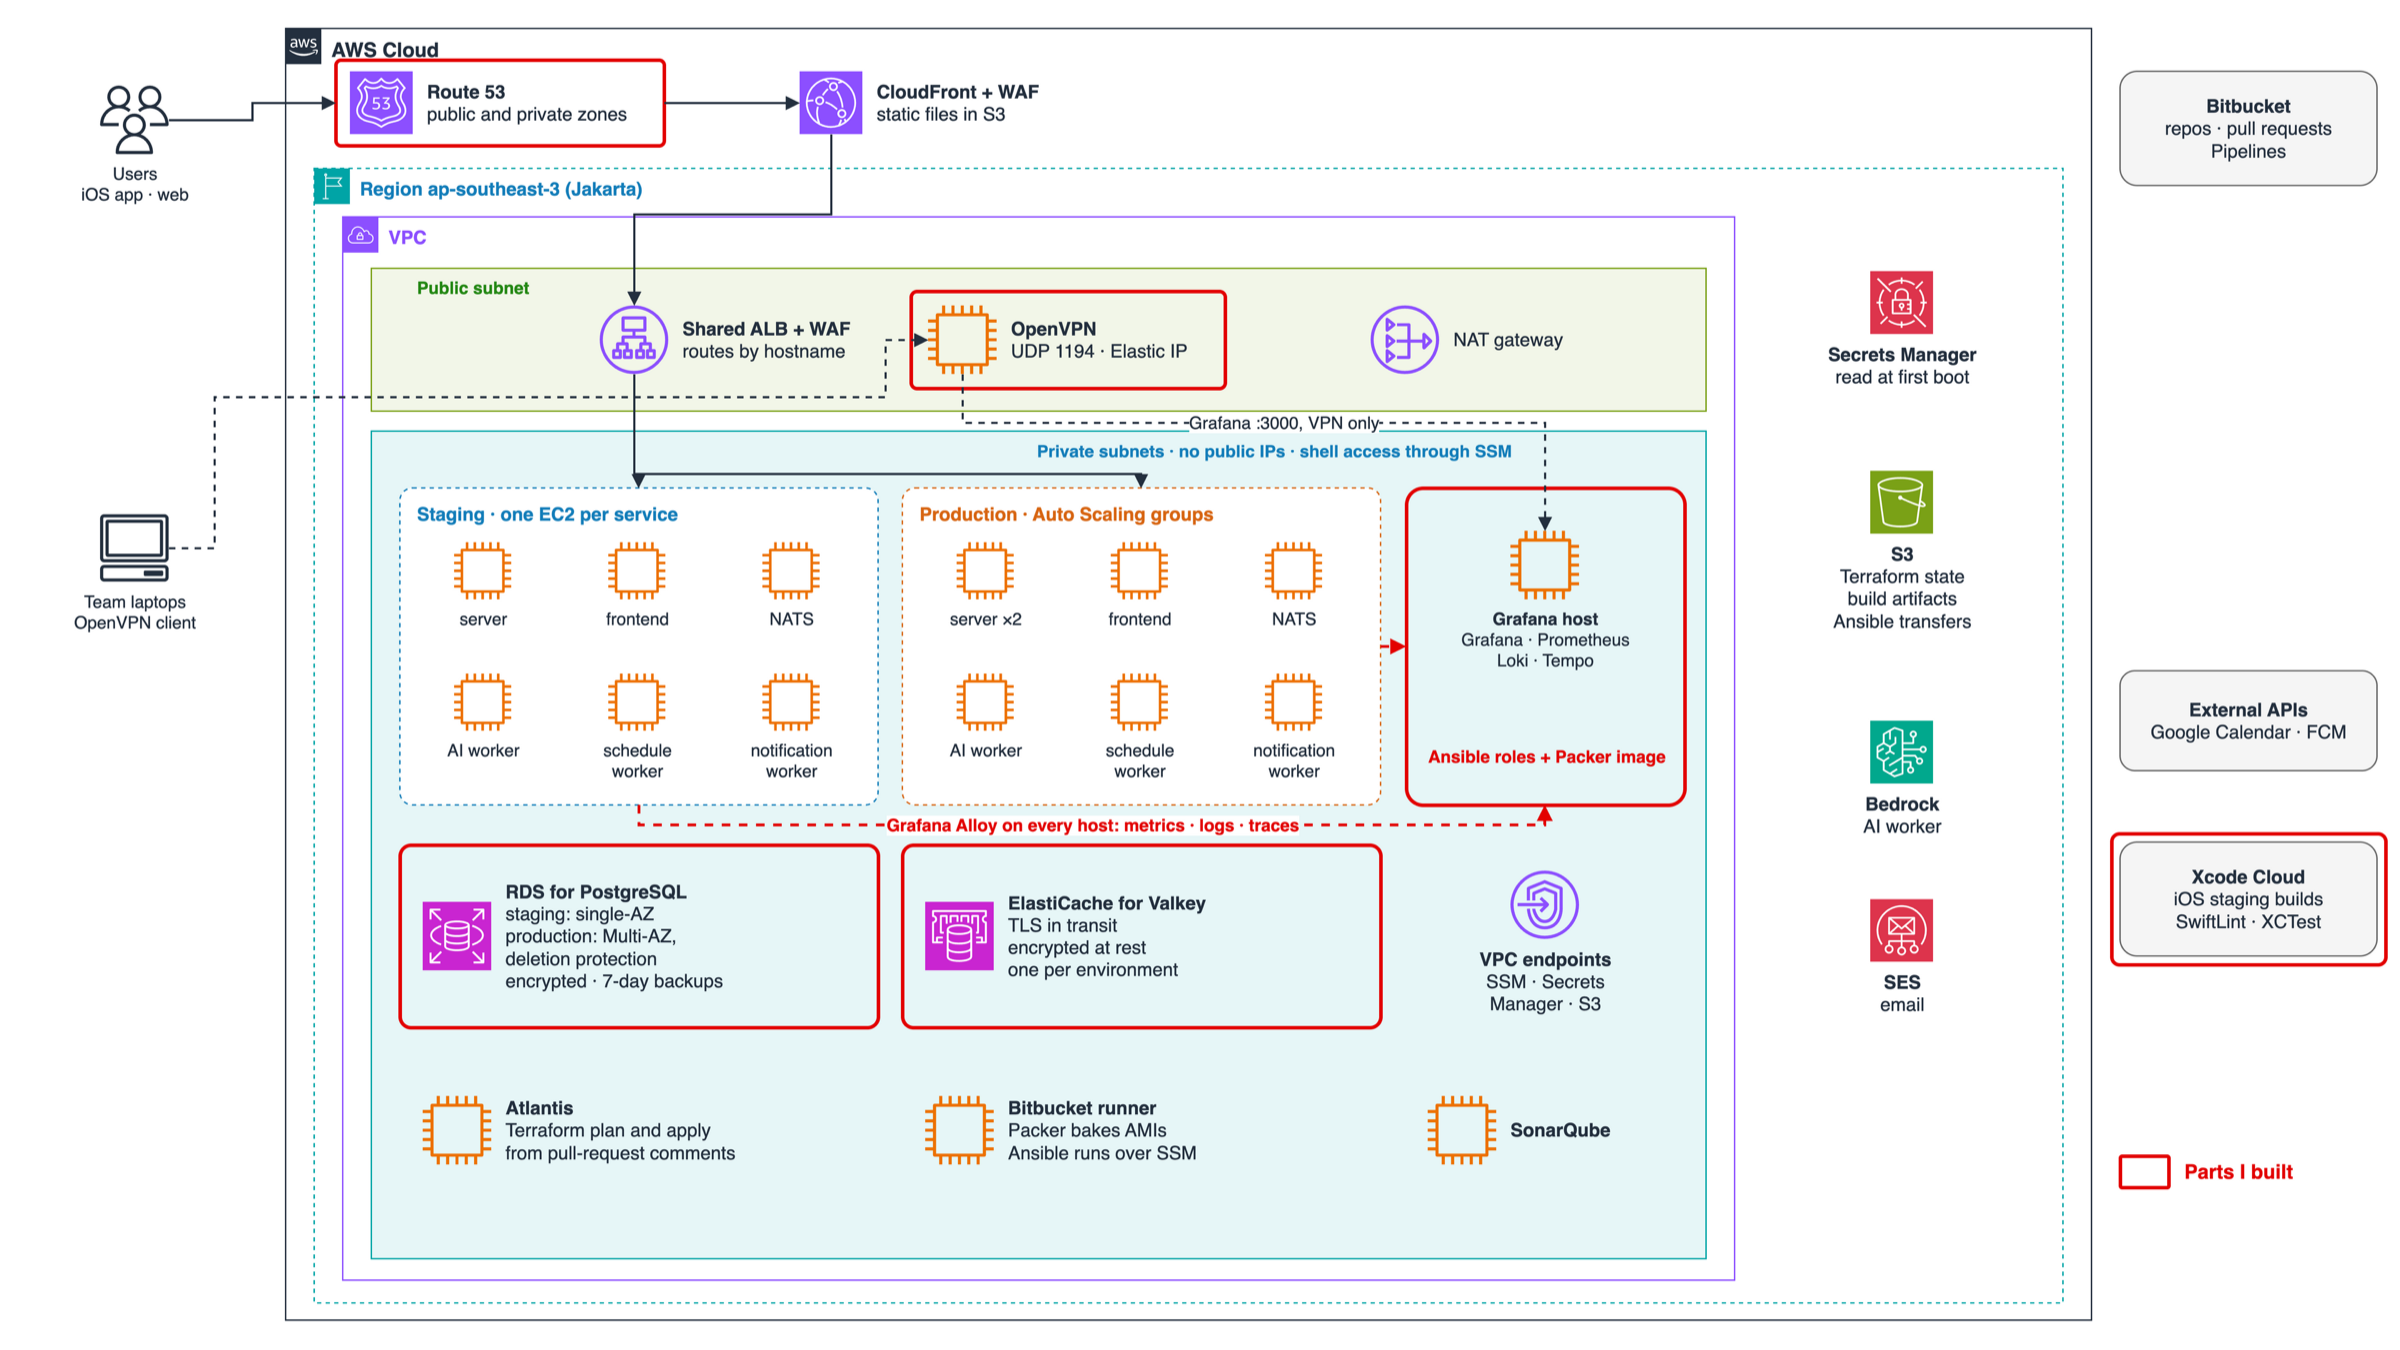 aws
AWS Cloud
Users
iOS app · web
53
Route 53
public and private zones
CloudFront + WAF
static files in S3
Bitbucket
repos · pull requests
Pipelines
Region ap-southeast-3 (Jakarta)
VPC
Public subnet
Shared ALB + WAF
routes by hostname
OpenVPN
UDP 1194 · Elastic IP
NAT gateway
Secrets Manager
read at first boot
Grafana :3000, VPN only
Private subnets · no public IPs · shell access through SSM
Team laptops
OpenVPN client
Staging · one EC2 per service
server
frontend
NATS
AI worker
schedule
worker
notification
worker
Production · Auto Scaling groups
server ×2
frontend
NATS
AI worker
schedule
worker
notification
worker
Grafana host
Grafana · Prometheus
Loki · Tempo
Ansible roles + Packer image
S3
Terraform state
build artifacts
Ansible transfers
External APIs
Google Calendar · FCM
Bedrock
AI worker
Grafana Alloy on every host: metrics · logs · traces
RDS for PostgreSQL
staging: single-AZ
production: Multi-AZ,
deletion protection
encrypted · 7-day backups
ElastiCache for Valkey
TLS in transit
encrypted at rest
one per environment
VPC endpoints
SSM · Secrets
Manager · S3
SES
email
Xcode Cloud
iOS staging builds
SwiftLint · XCTest
Atlantis
Terraform plan and apply
from pull-request comments
Bitbucket runner
Packer bakes AMIs
Ansible runs over SSM
SonarQube
Parts I built